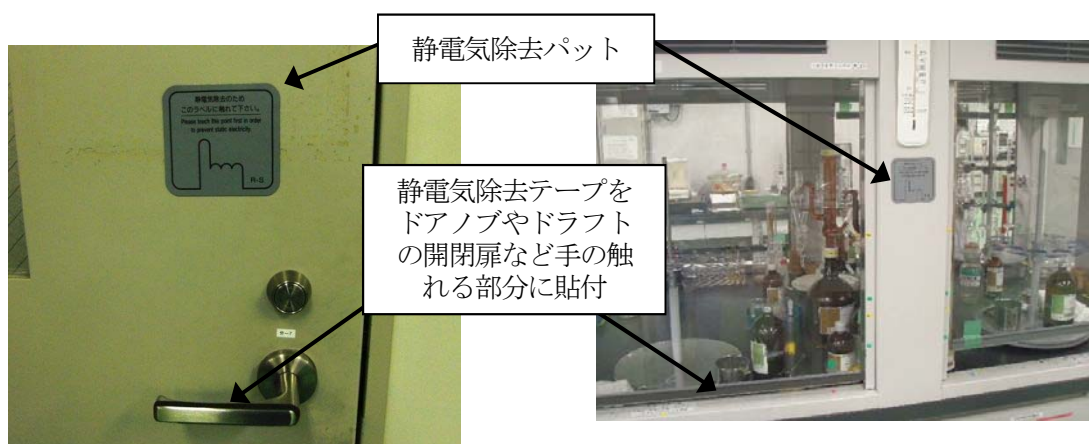 静電気除去パット
静電気除去のため
このラベルに触れて下さい。
Please touch this point first in order
to prevent static electricity.
静電気除去テープを
ドアノブやドラフト
の開閉扉など手の触
れる部分に貼付